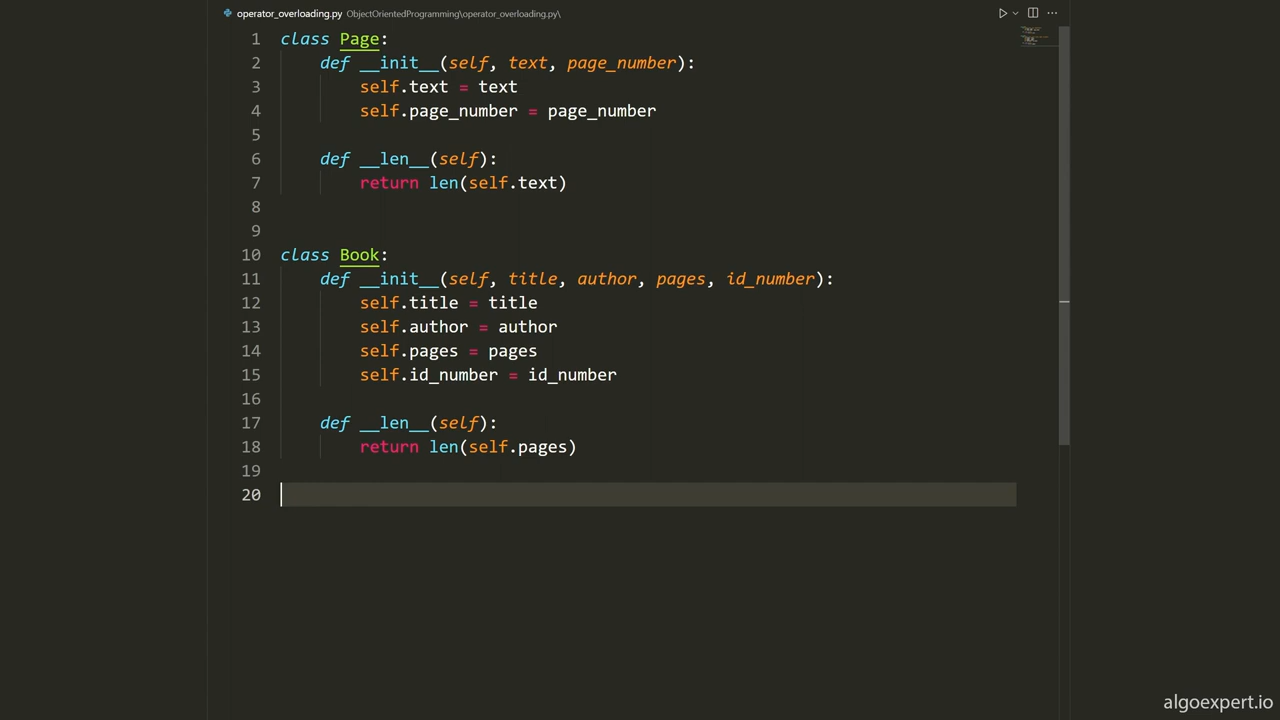 operator_overloading.py ObjectOrientedProgramming\operator_overloading.py\
1 class Page:
2     def __init__(self, text, page_number):
3         self.text = text
4         self.page_number = page_number
5
6     def __len__(self):
7         return len(self.text)
8
9
10 class Book:
11     def __init__(self, title, author, pages, id_number):
12         self.title = title
13         self.author = author
14         self.pages = pages
15         self.id_number = id_number
16
17     def __len__(self):
18         return len(self.pages)
19
20
algoexpert.io